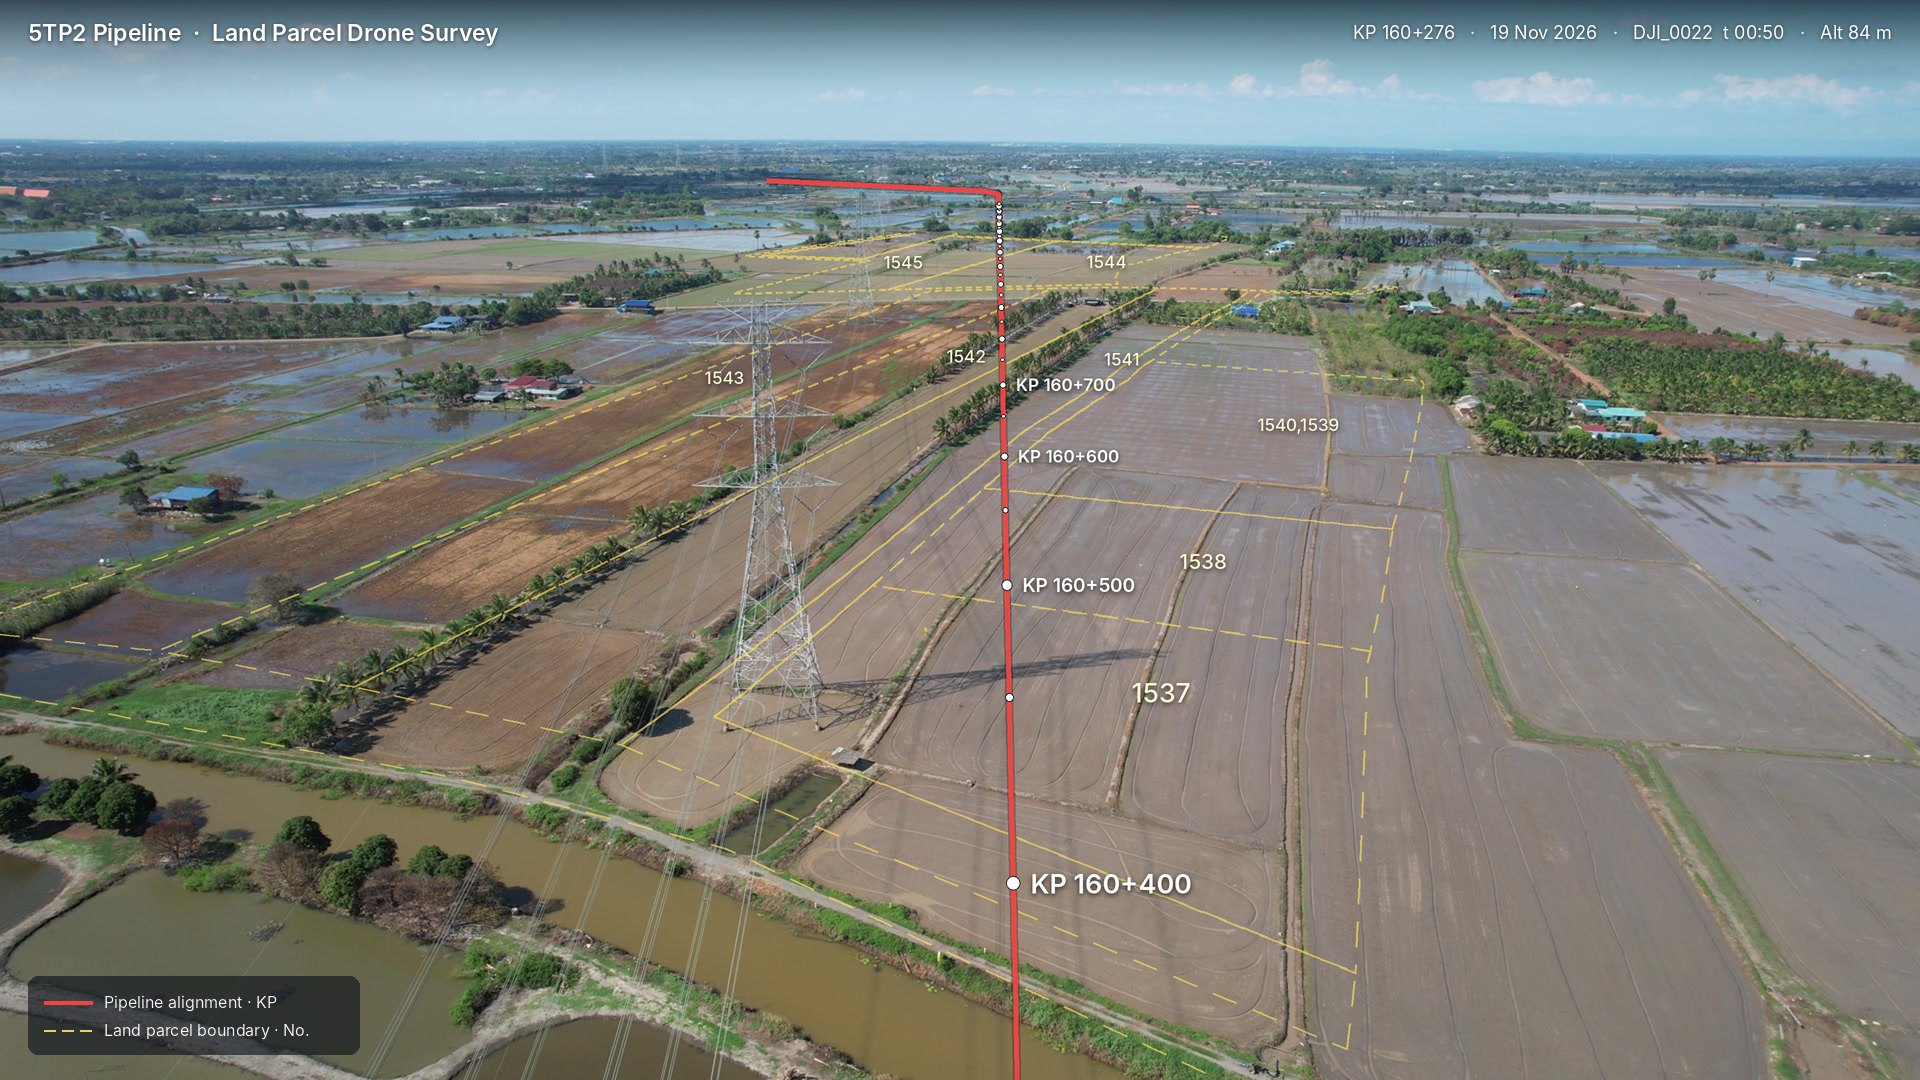 5TP2 Pipeline · Land Parcel Drone Survey
KP 160+276 · 19 Nov 2026 · DJI_0022 t 00:50 · Alt 84 m
1545
1544
1542
1541
1543
KP 160+700
1540,1539
KP 160+600
1538
KP 160+500
1537
KP 160+400
Pipeline alignment · KP
Land parcel boundary · No.